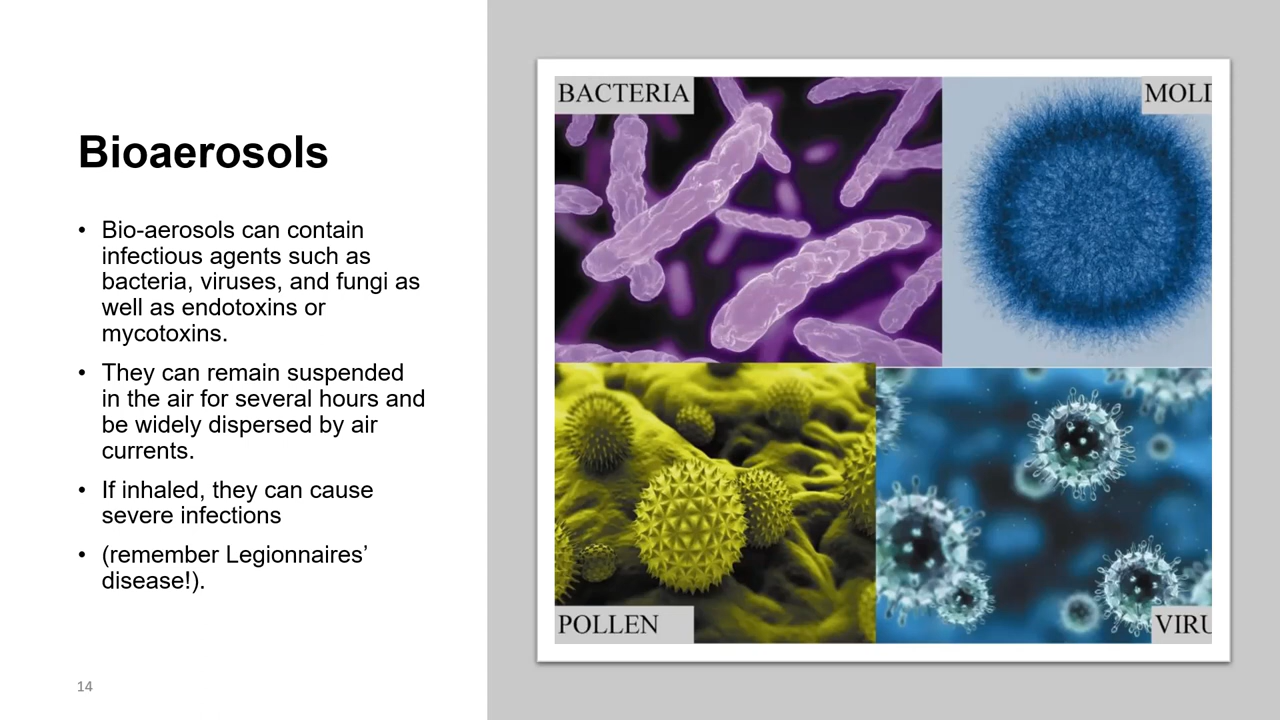 Bioaerosols
• Bio-aerosols can contain
infectious agents such as
bacteria, viruses, and fungi as
well as endotoxins or
mycotoxins.
• They can remain suspended
in the air for several hours and
be widely dispersed by air
currents.
• If inhaled, they can cause
severe infections
• (remember Legionnaires’
disease!).
14
BACTERIA
MOLD
POLLEN
VIRU